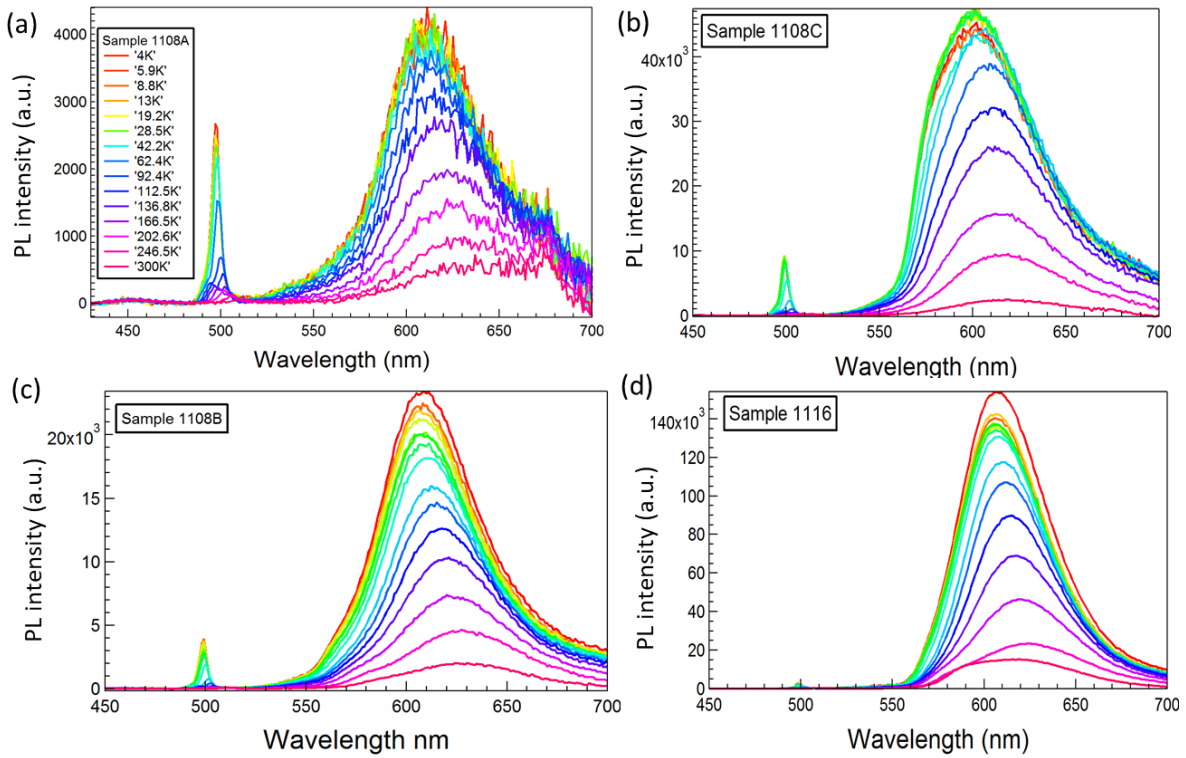 (a)
PL intensity (a.u.)
4000
3000
2000
1000
0
Sample 1108A
'4K'
'5.9K'
'8.8K'
'13K'
'19.2K'
'28.5K'
'42.2K'
'62.4K'
'92.4K'
'112.5K'
'136.8K'
'166.5K'
'202.6K'
'246.5K'
'300K'
450 500 550 600 650 700
Wavelength (nm)
(b)
PL intensity (a.u.)
40x10³
30
20
10
0
Sample 1108C
450 500 550 600 650 700
Wavelength (nm)
(c)
PL intensity (a.u.)
20x10³
15
10
5
0
Sample 1108B
450 500 550 600 650 700
Wavelength nm
(d)
PL intensity (a.u.)
140x10³
120
100
80
60
40
20
0
Sample 1116
450 500 550 600 650 700
Wavelength (nm)